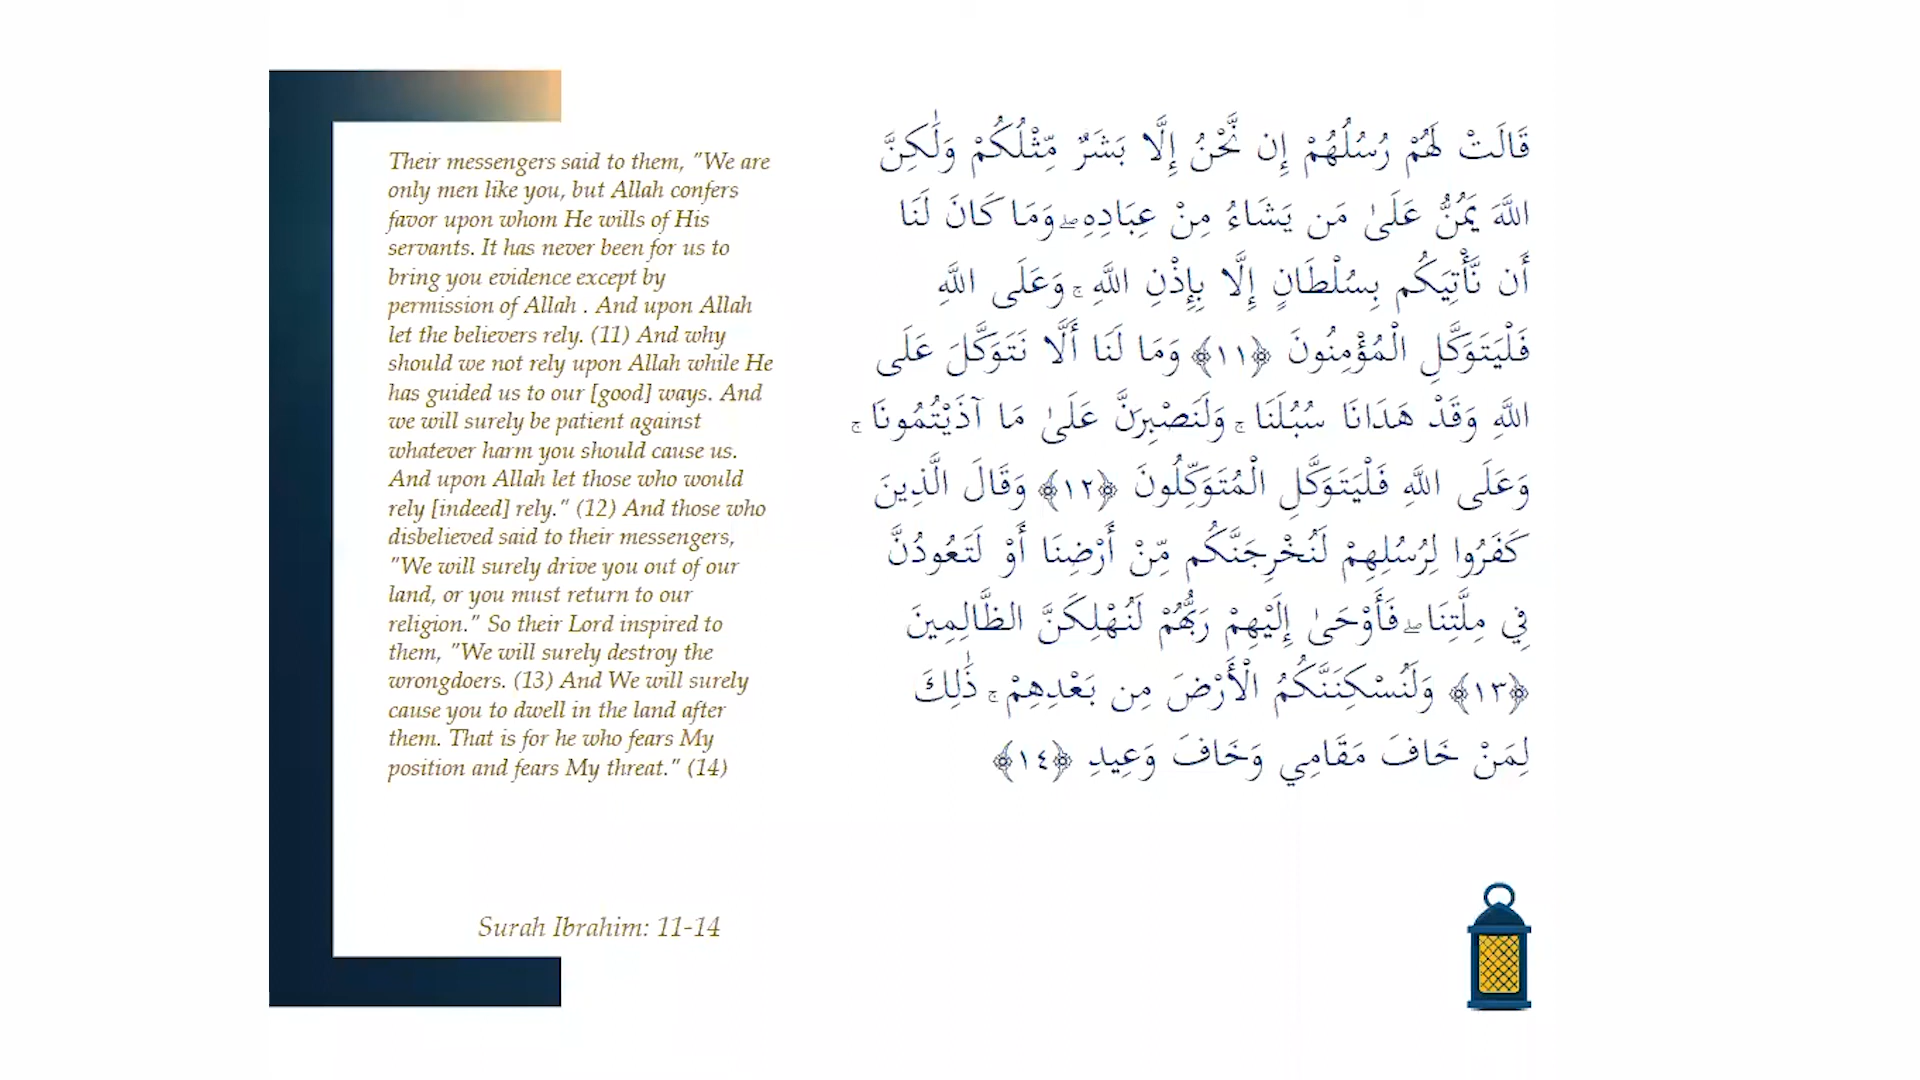 Their messengers said to them, "We are
only men like you, but Allah confers
favor upon whom He wills of His
servants. It has never been for us to
bring you evidence except by
permission of Allah . And upon Allah
let the believers rely. (11) And why
should we not rely upon Allah while He
has guided us to our [good] ways. And
we will surely be patient against
whatever harm you should cause us.
And upon Allah let those who would
rely [indeed] rely." (12) And those who
disbelieved said to their messengers,
"We will surely drive you out of our
land, or you must return to our
religion." So their Lord inspired to
them, "We will surely destroy the
wrongdoers. (13) And We will surely
cause you to dwell in the land after
them. That is for he who fears My
position and fears My threat." (14)
Surah Ibrahim: 11-14
قَالَتْ لَهُمْ رُسُلُهُمْ إِن نَّحْنُ إِلَّا بَشَرٌ مِّثْلُكُمْ وَلَٰكِنَّ
اللَّهَ يَمُنُّ عَلَىٰ مَن يَشَاءُ مِنْ عِبَادِهِ ۖ وَمَا كَانَ لَنَا
أَن نَّأْتِيَكُم بِسُلْطَانٍ إِلَّا بِإِذْنِ اللَّهِ ۚ وَعَلَى اللَّهِ
فَلْيَتَوَكَّلِ الْمُؤْمِنُونَ ﴿١١﴾ وَمَا لَنَا أَلَّا نَتَوَكَّلَ عَلَى
اللَّهِ وَقَدْ هَدَانَا سُبُلَنَا ۚ وَلَنَصْبِرَنَّ عَلَىٰ مَا آذَيْتُمُونَا ۚ
وَعَلَى اللَّهِ فَلْيَتَوَكَّلِ الْمُتَوَكِّلُونَ ﴿١٢﴾ وَقَالَ الَّذِينَ
كَفَرُوا لِرُسُلِهِمْ لَنُخْرِجَنَّكُم مِّنْ أَرْضِنَا أَوْ لَتَعُودُنَّ
فِي مِلَّتِنَا ۖ فَأَوْحَىٰ إِلَيْهِمْ رَبُّهُمْ لَنُهْلِكَنَّ الظَّالِمِينَ
﴿١٣﴾ وَلَنُسْكِنَنَّكُمُ الْأَرْضَ مِن بَعْدِهِمْ ۚ ذَٰلِكَ
لِمَنْ خَافَ مَقَامِي وَخَافَ وَعِيدِ ﴿١٤﴾